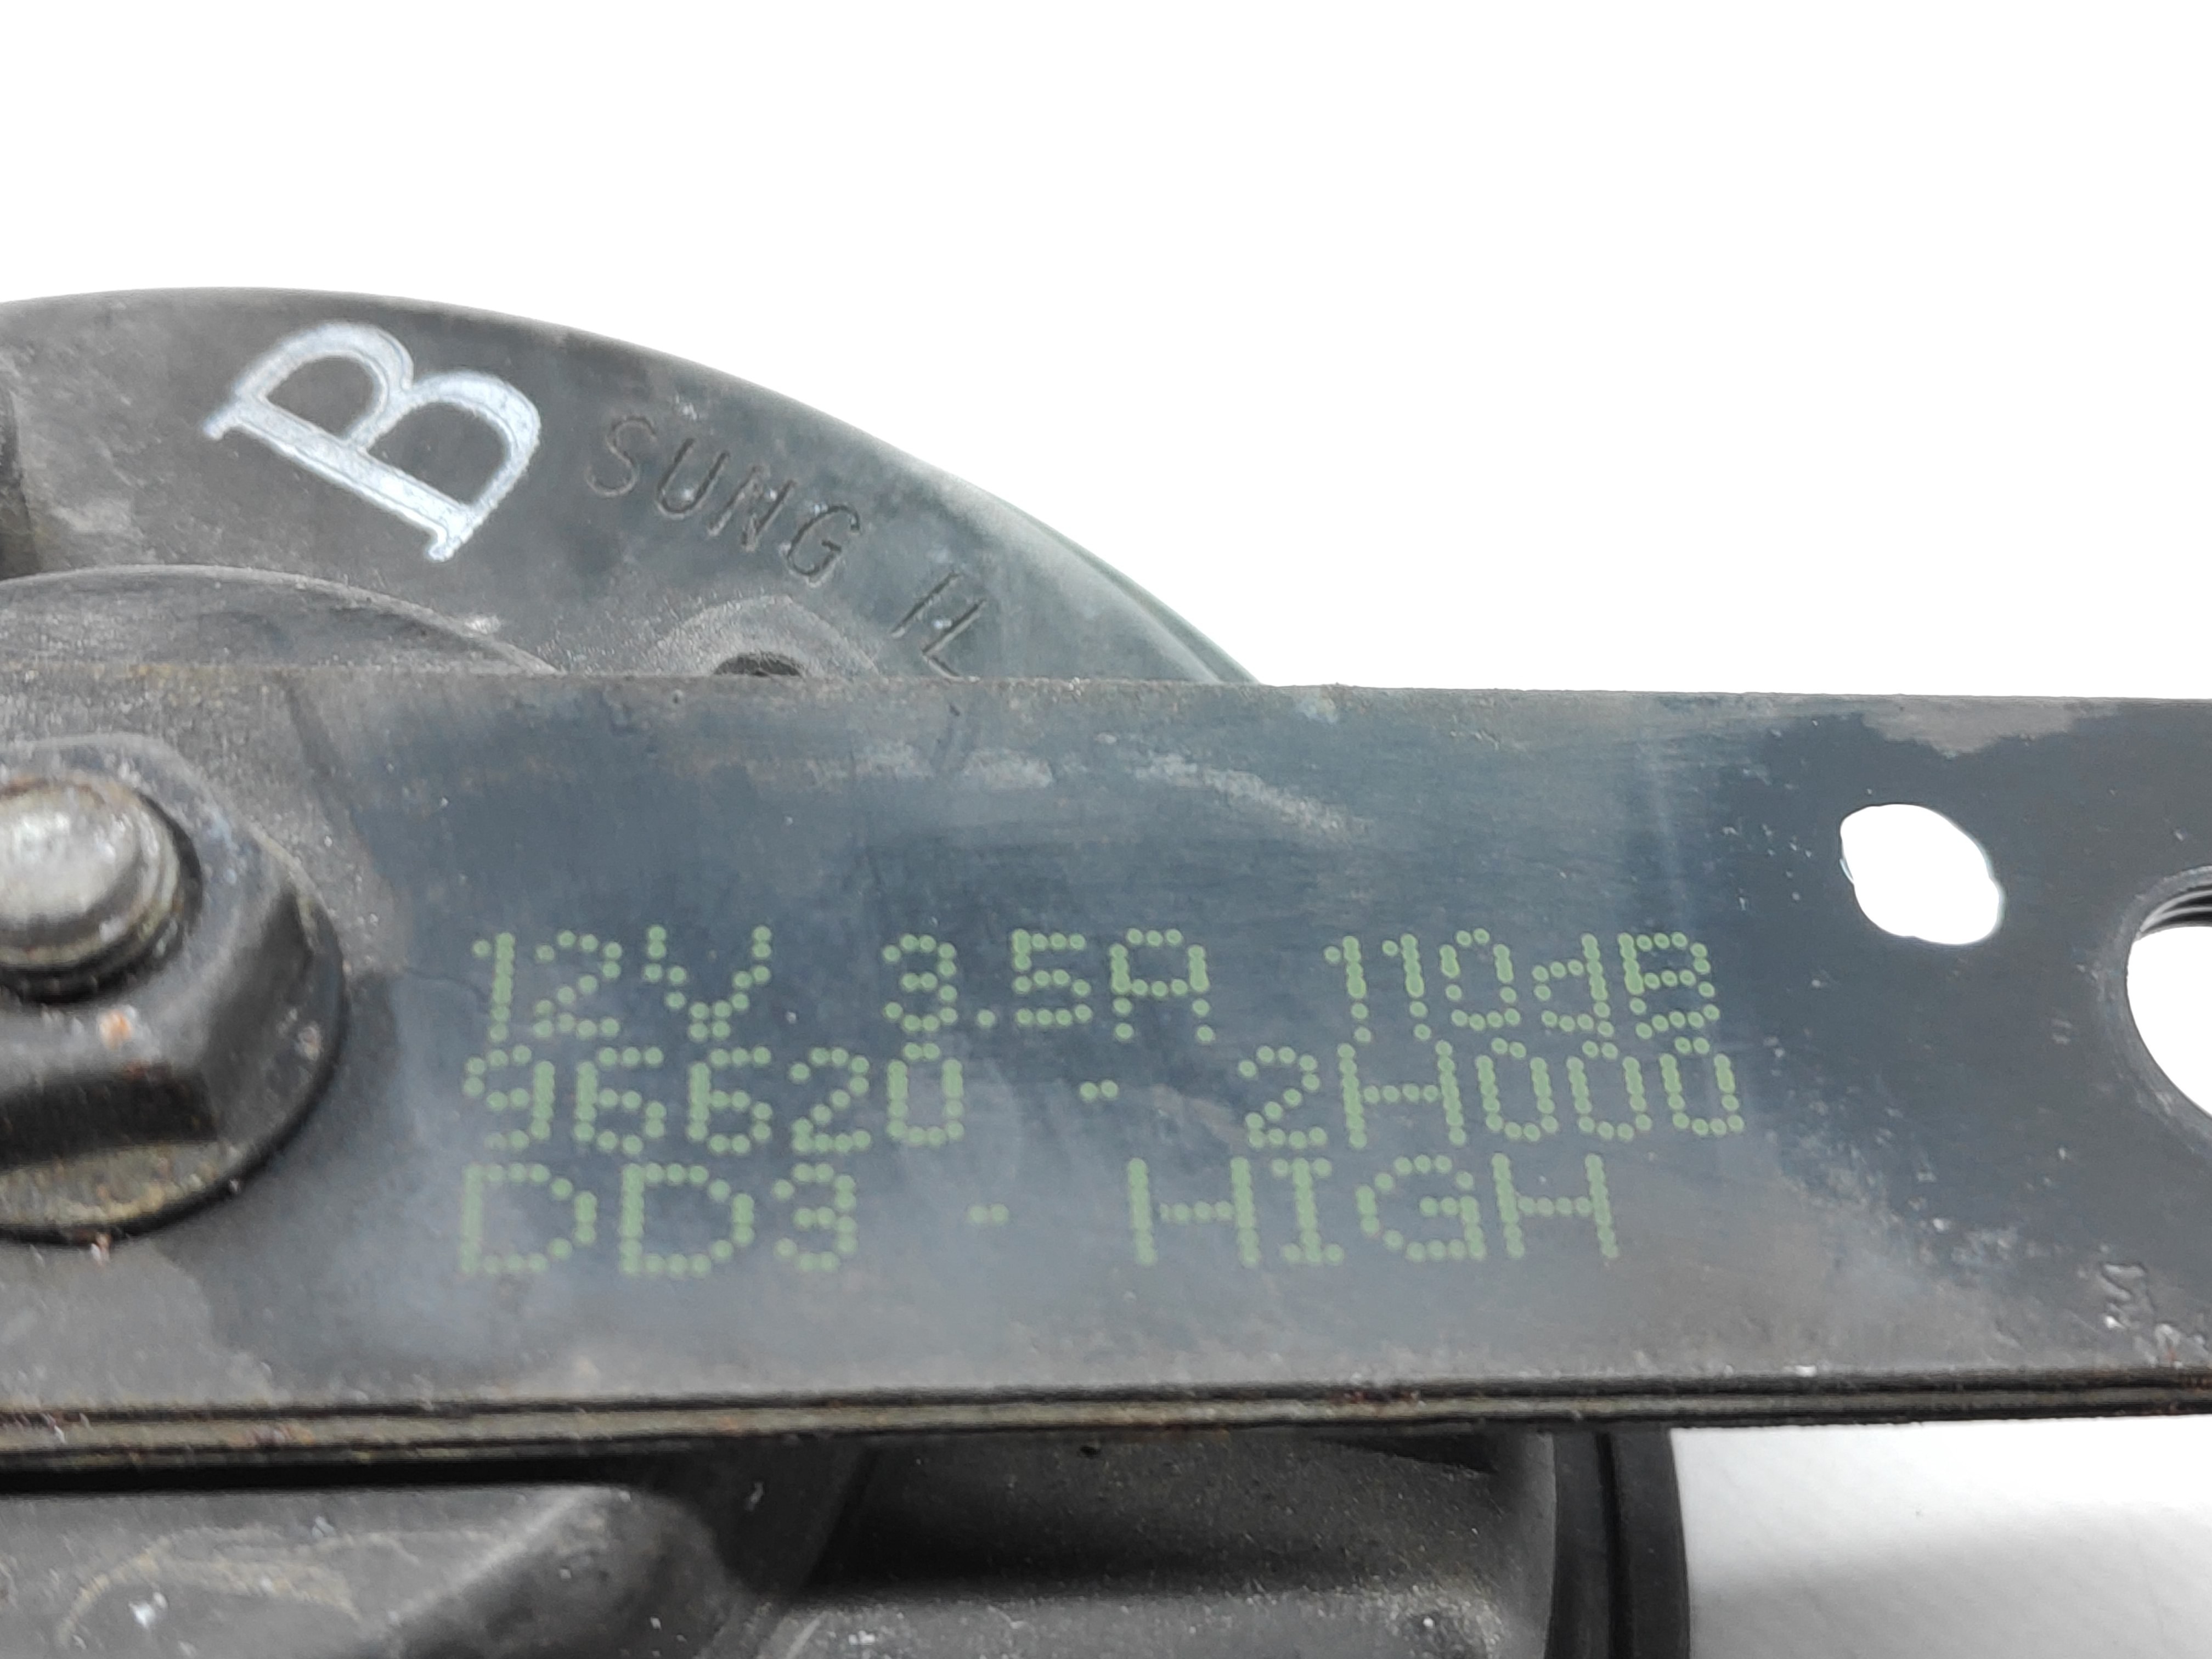 B
SUNG IL
12V 3.5A 110dB
96620 - 2H000
DD3 - HIGH